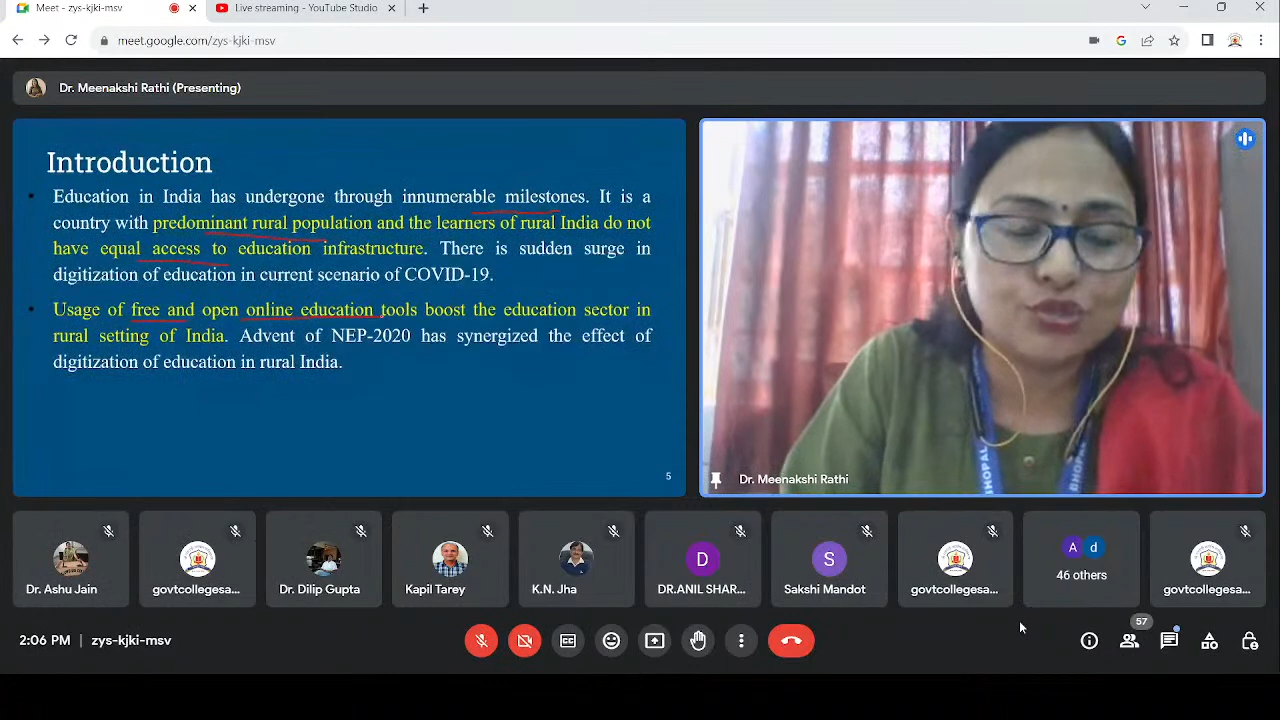 Meet - zys-kjki-msv
Live streaming - YouTube Studio
meet.google.com/zys-kjki-msv
Dr. Meenakshi Rathi (Presenting)
Introduction
• Education in India has undergone through innumerable milestones. It is a
country with predominant rural population and the learners of rural India do not
have equal access to education infrastructure. There is sudden surge in
digitization of education in current scenario of COVID-19.
• Usage of free and open online education tools boost the education sector in
rural setting of India. Advent of NEP-2020 has synergized the effect of
digitization of education in rural India.
5
BHOPAL
BHOPAL
Dr. Meenakshi Rathi
D
S
A d
46 others
Dr. Ashu Jain
govtcollegesa...
Dr. Dilip Gupta
Kapil Tarey
K.N. Jha
DR.ANIL SHAR...
Sakshi Mandot
govtcollegesa...
govtcollegesa...
57
2:06 PM | zys-kjki-msv
CC